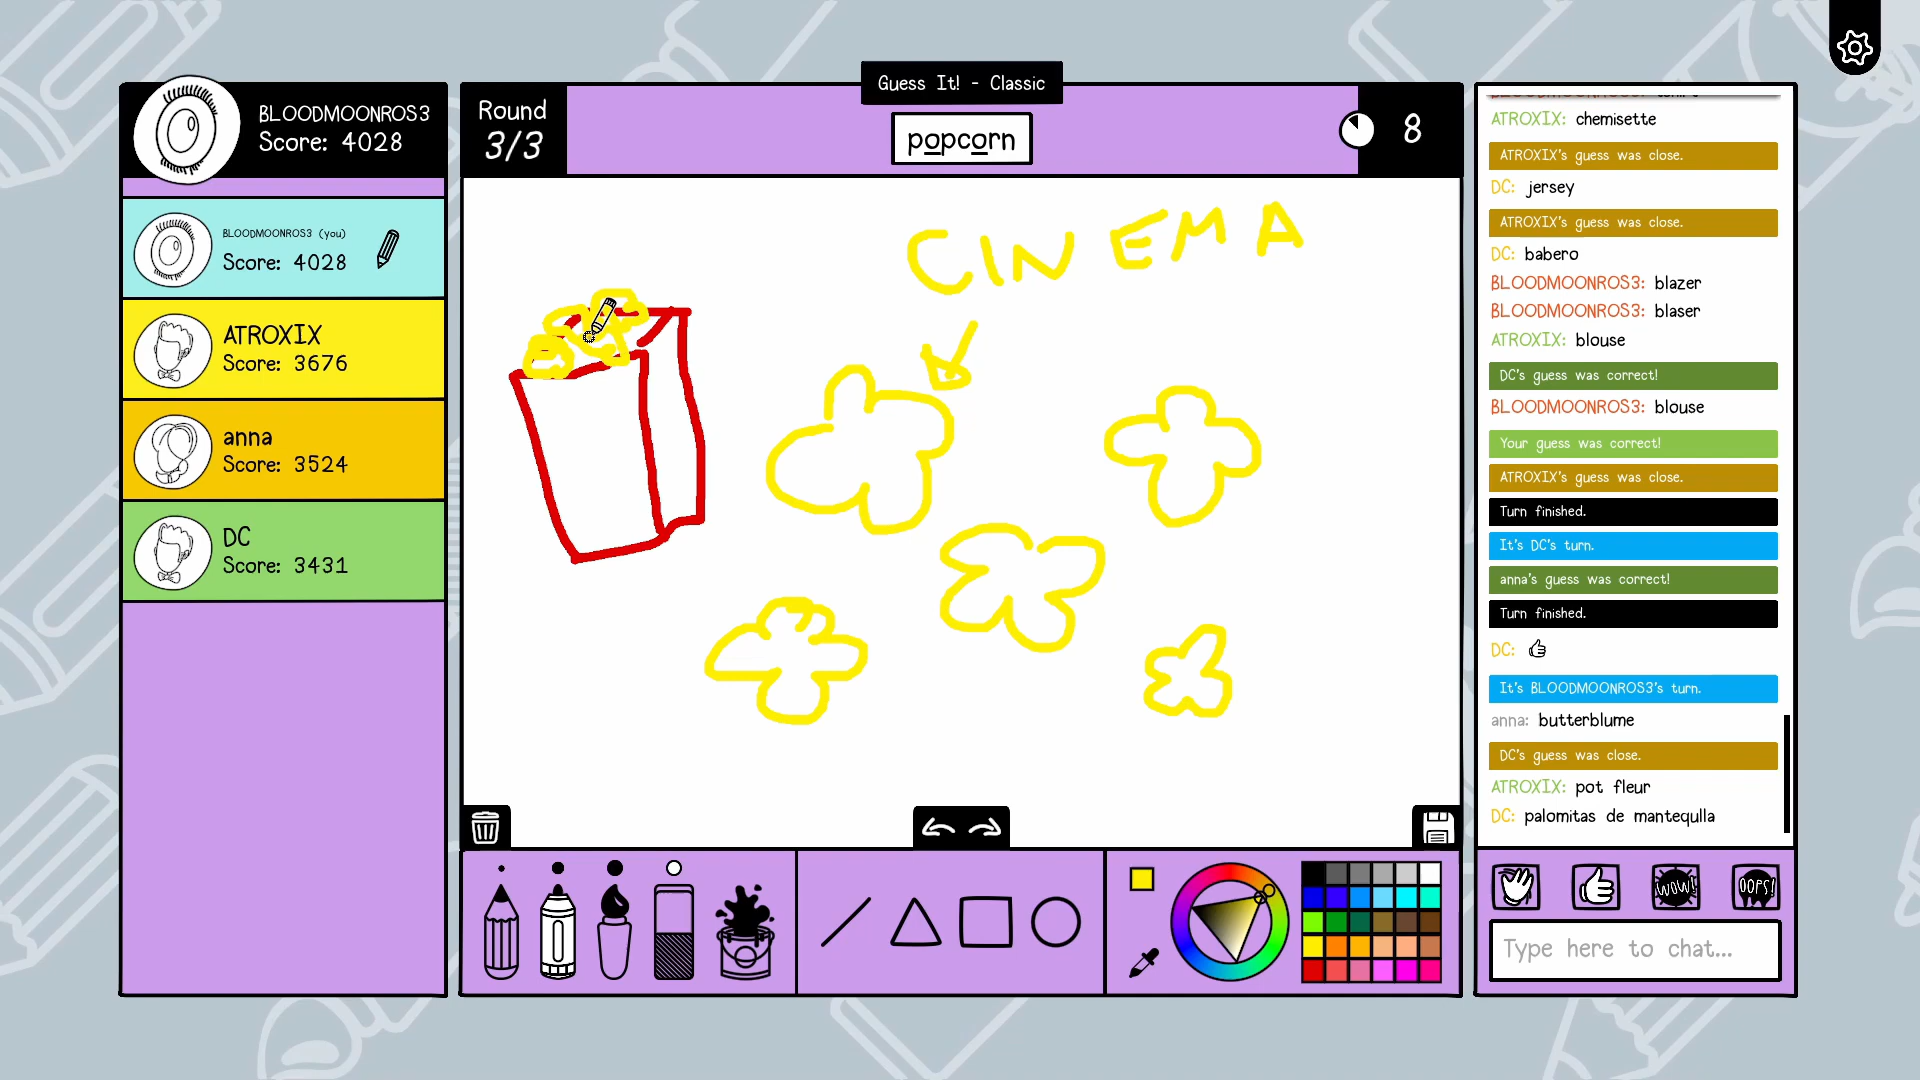 Guess It! - Classic
BLOODMOONROS3
Score: 4028
Round
3/3
popcorn
8
BLOODMOONROS3 (you)
Score: 4028
ATROXIX
Score: 3676
anna
Score: 3524
DC
Score: 3431
CINEMA
ATROXIX: chemisette
ATROXIX's guess was close.
DC: jersey
ATROXIX's guess was close.
DC: babero
BLOODMOONROS3: blazer
BLOODMOONROS3: blaser
ATROXIX: blouse
DC's guess was correct!
BLOODMOONROS3: blouse
Your guess was correct!
ATROXIX's guess was close.
Turn finished.
It's DC's turn.
anna's guess was correct!
Turn finished.
DC:
It's BLOODMOONROS3's turn.
anna: butterblume
DC's guess was close.
ATROXIX: pot fleur
DC: palomitas de mantequlla
WOW!
OOPS!
Type here to chat...